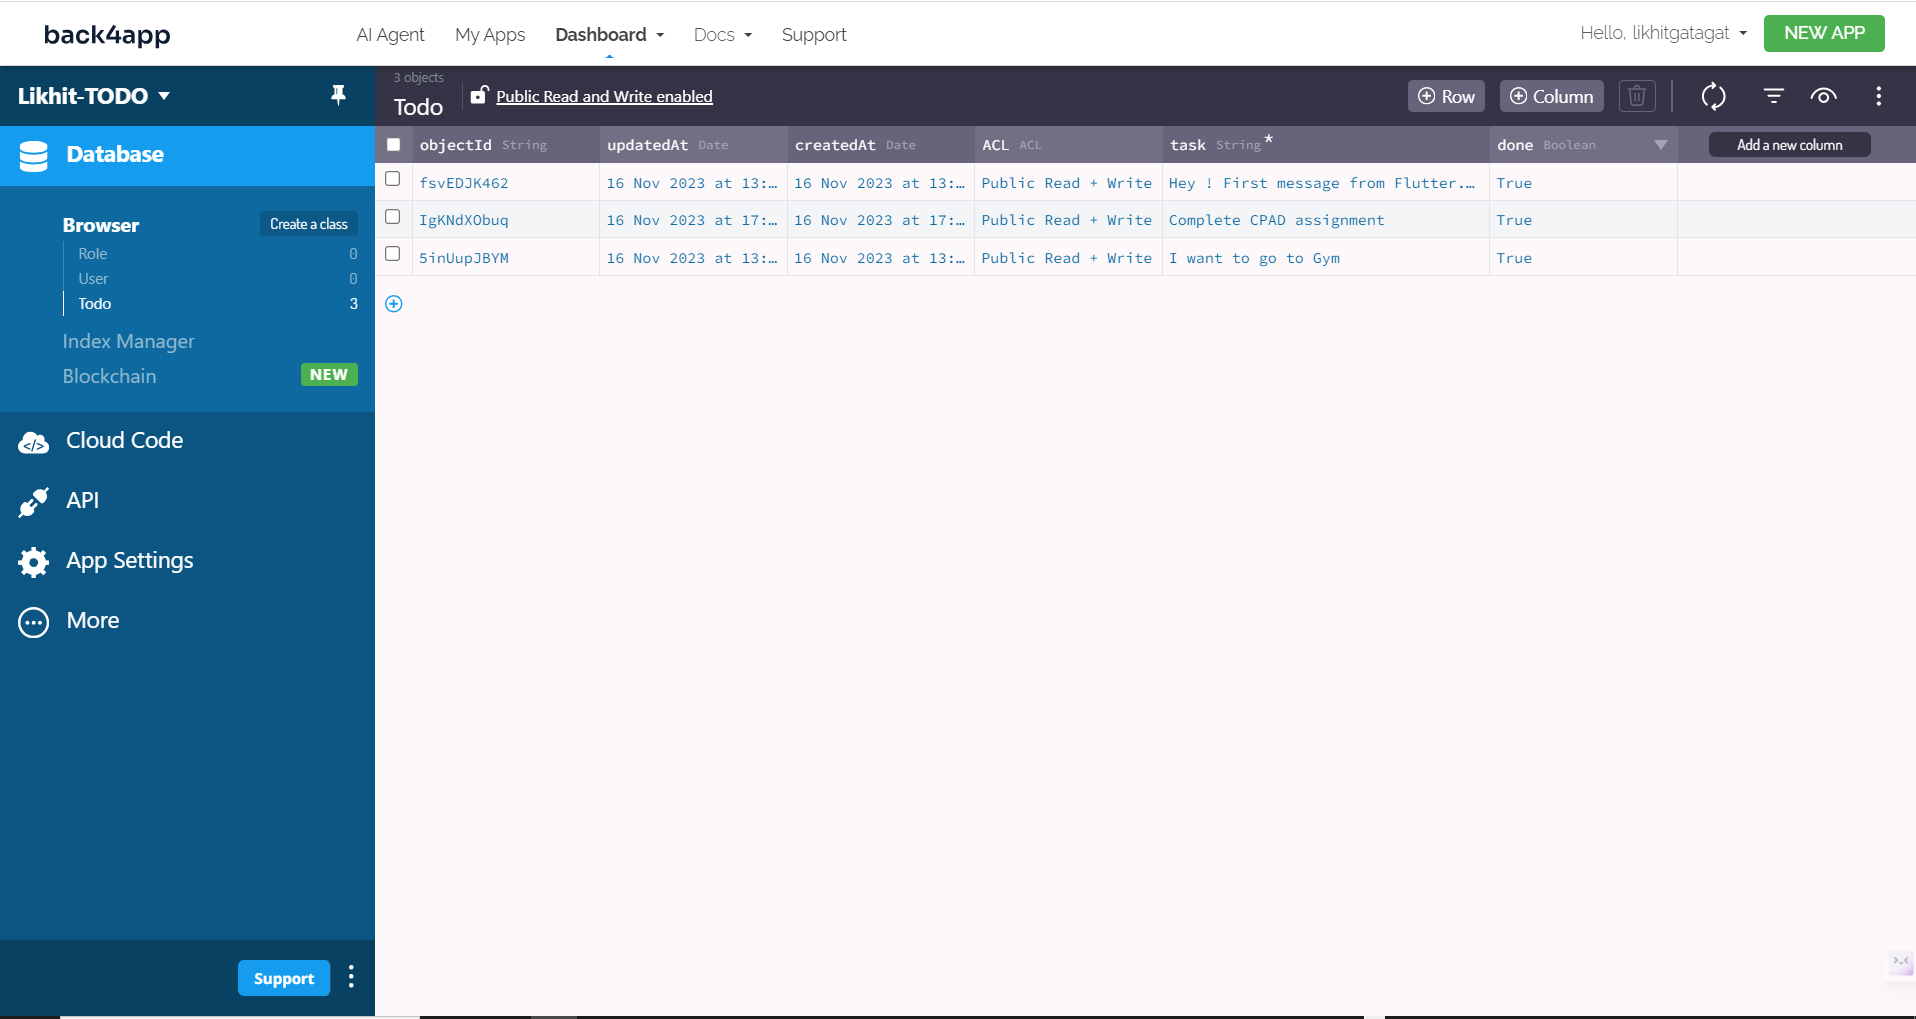 back4app
AI Agent My Apps Dashboard Docs Support
Hello, likhitgatagat NEW APP
Likhit-TODO
3 objects
Todo Public Read and Write enabled
Row Column
Database
Browser Create a class
Role 0
User 0
Todo 3
Index Manager
Blockchain NEW
Cloud Code
API
App Settings
More
Support
objectId String updatedAt Date createdAt Date ACL ACL task String * done Boolean Add a new column
fsvEDJK462 16 Nov 2023 at 13:… 16 Nov 2023 at 13:… Public Read + Write Hey ! First message from Flutter.… True
IgKNdXObuq 16 Nov 2023 at 17:… 16 Nov 2023 at 17:… Public Read + Write Complete CPAD assignment True
5inUupJBYM 16 Nov 2023 at 13:… 16 Nov 2023 at 13:… Public Read + Write I want to go to Gym True